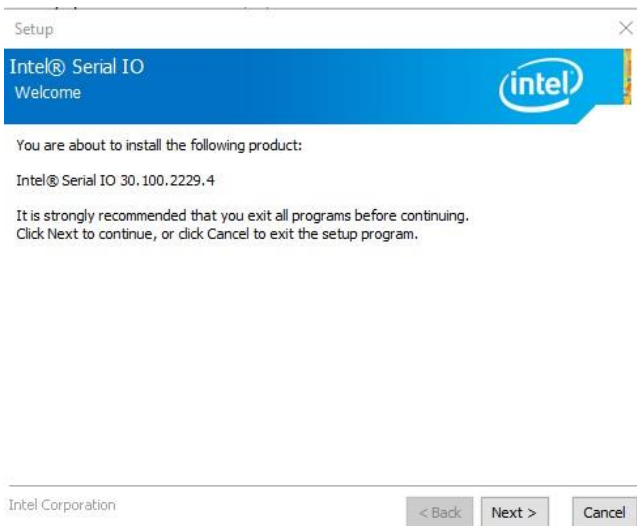 Setup
Intel® Serial IO
Welcome
intel
You are about to install the following product:
Intel® Serial IO 30.100.2229.4
It is strongly recommended that you exit all programs before continuing.
Click Next to continue, or click Cancel to exit the setup program.
Intel Corporation
< Back Next > Cancel